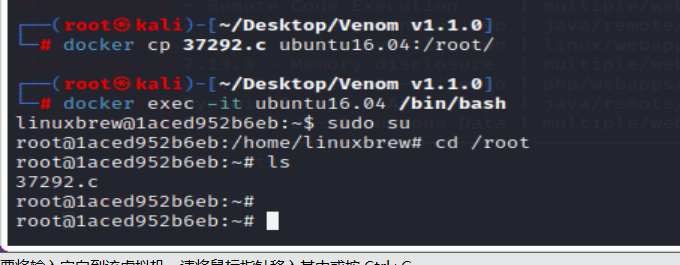 ┌──(root㉿kali)-[~/Desktop/Venom v1.1.0]
└─# docker cp 37292.c ubuntu16.04:/root/
┌──(root㉿kali)-[~/Desktop/Venom v1.1.0]
└─# docker exec -it ubuntu16.04 /bin/bash
linuxbrew@1aced952b6eb:~$ sudo su
root@1aced952b6eb:/home/linuxbrew# cd /root
root@1aced952b6eb:~# ls
37292.c
root@1aced952b6eb:~#
root@1aced952b6eb:~#